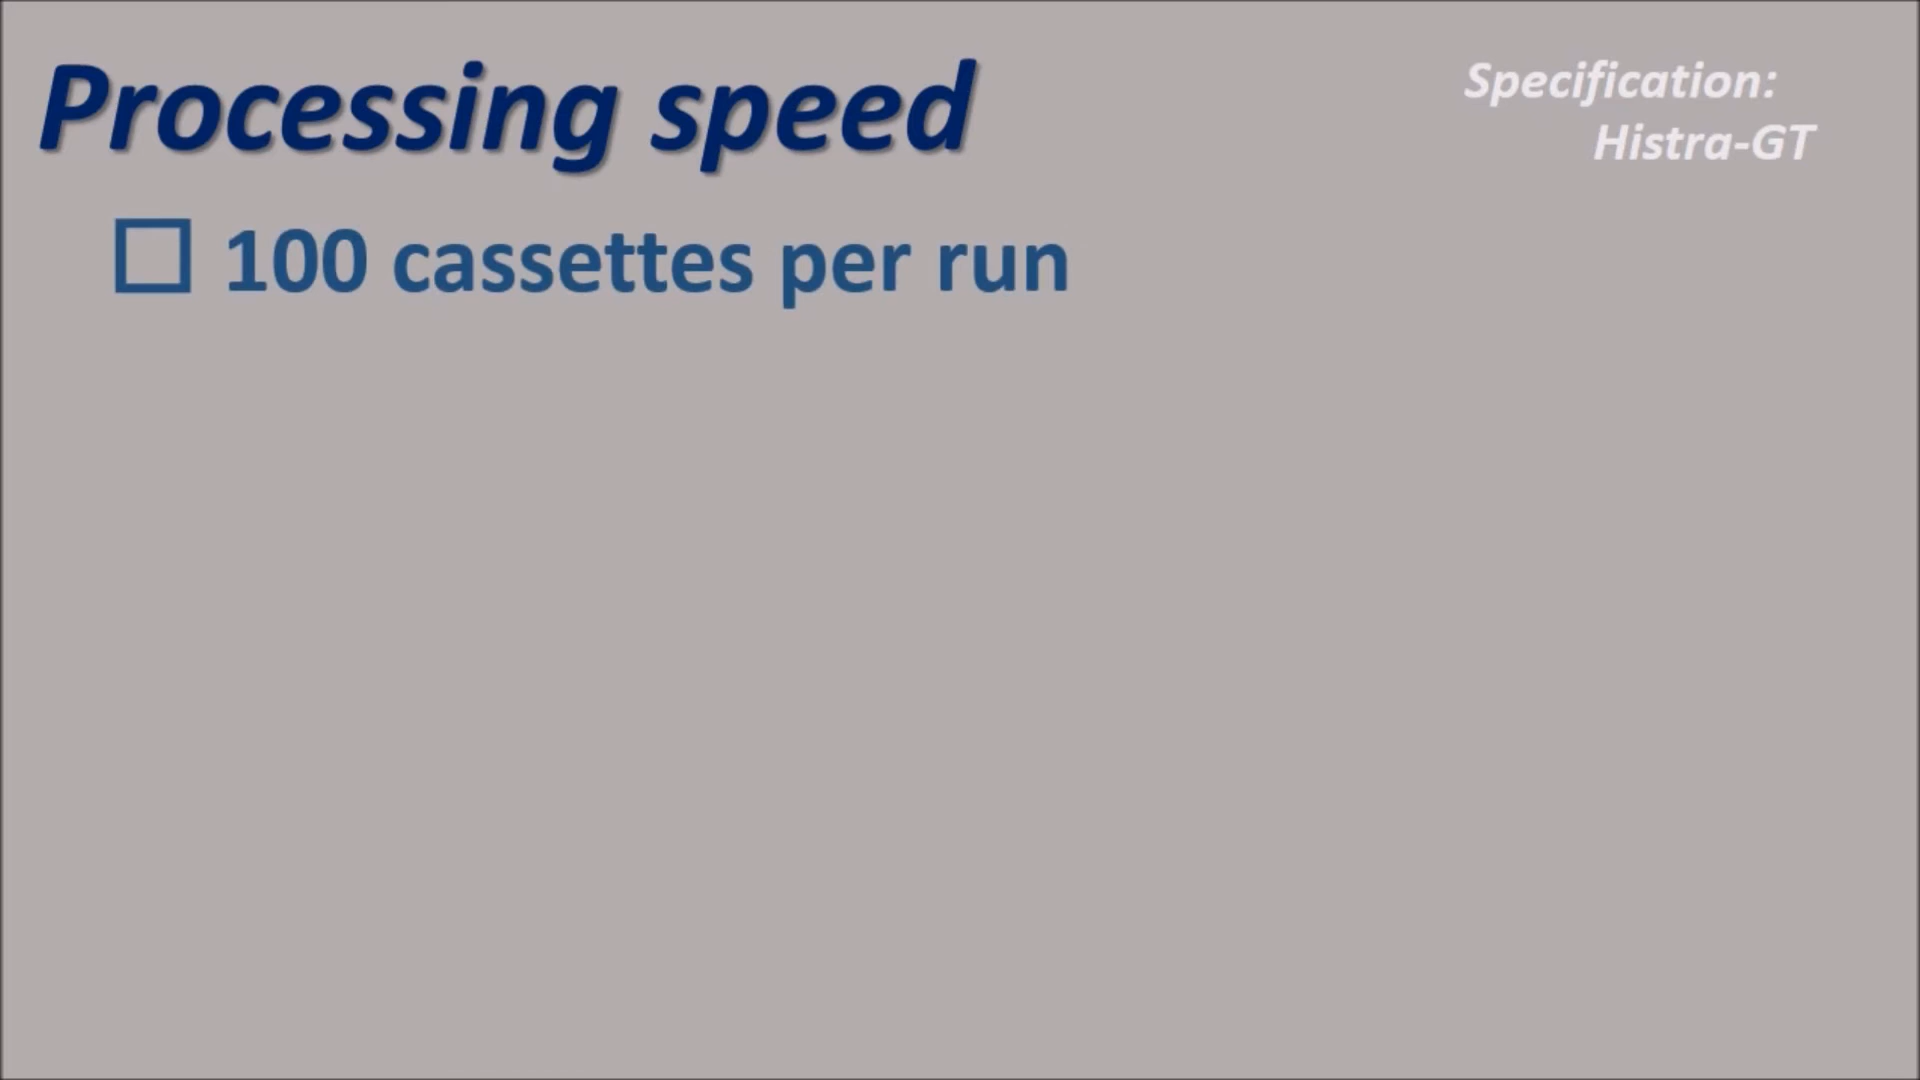 Processing speed
Specification:
Histra-GT
☐ 100 cassettes per run